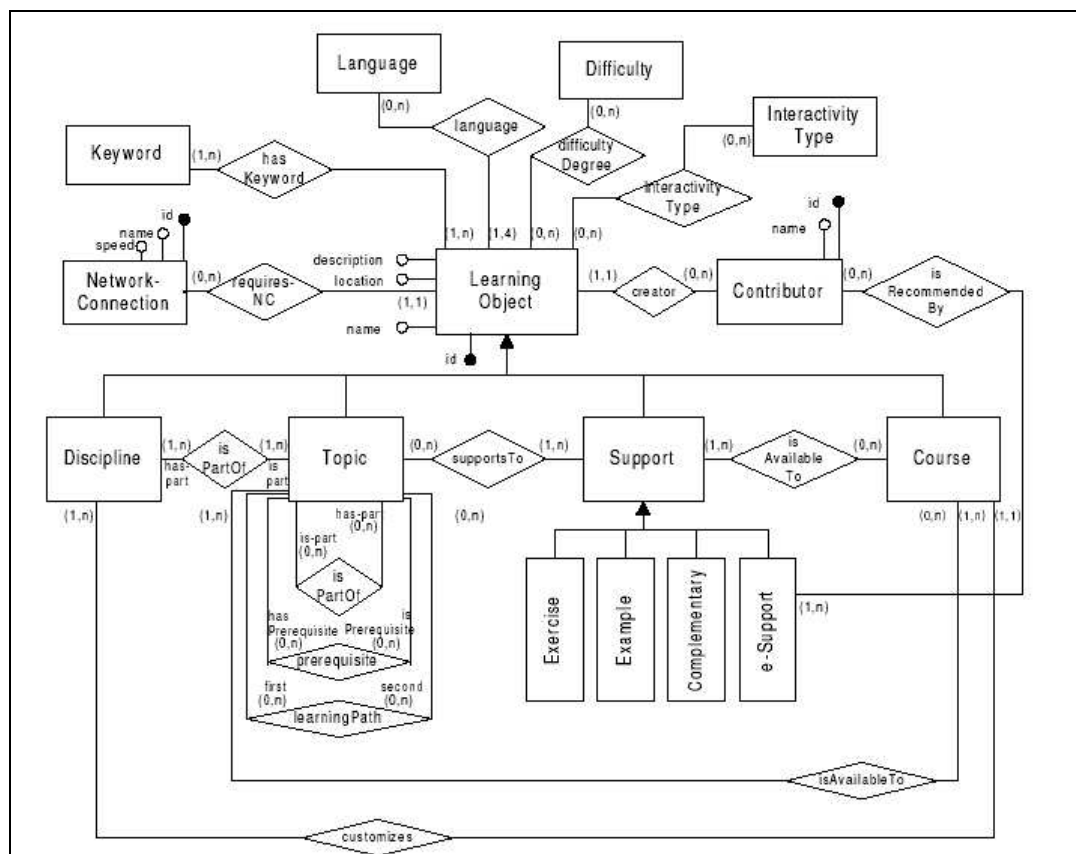 Language
Difficulty
(0,n)
(0,n)
Interactivity
Type
(0,n)
language
difficulty
Degree
Keyword
(1,n)
has
Keyword
Interactivity
Type
id
name
speed
id
name
(1,n)
(1,4)
(0,n)
(0,n)
Network-
Connection
(0,n)
requires-
NC
description
location
(1,1)
name
id
Learning
Object
(1,1)
creator
(0,n)
Contributor
(0,n)
is
Recommended
By
Discipline
(1,n)
has-
part
is
PartOf
(1,n)
is
part
Topic
(0,n)
supportsTo
(1,n)
Support
(1,n)
is
Available
To
(0,n)
Course
(1,n)
(1,n)
(0,n)
(0,n)
(1,n)
(1,1)
has-part
(0,n)
is-part
(0,n)
is
PartOf
has
Prerequisite
(0,n)
is
Prerequisite
(0,n)
prerequisite
first
(0,n)
second
(0,n)
learningPath
Exercise
Example
Complementary
e-Support
(1,n)
isAvailableTo
customizes